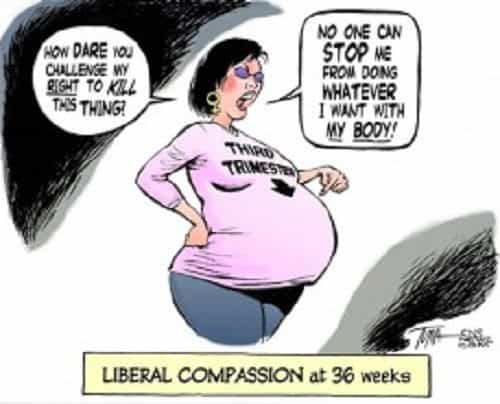 HOW DARE YOU
CHALLENGE MY
RIGHT TO KILL
THIS THING?
NO ONE CAN
STOP ME
FROM DOING
WHATEVER
I WANT WITH
MY BODY!
THIRD
TRIMESTER
LIBERAL COMPASSION at 36 weeks